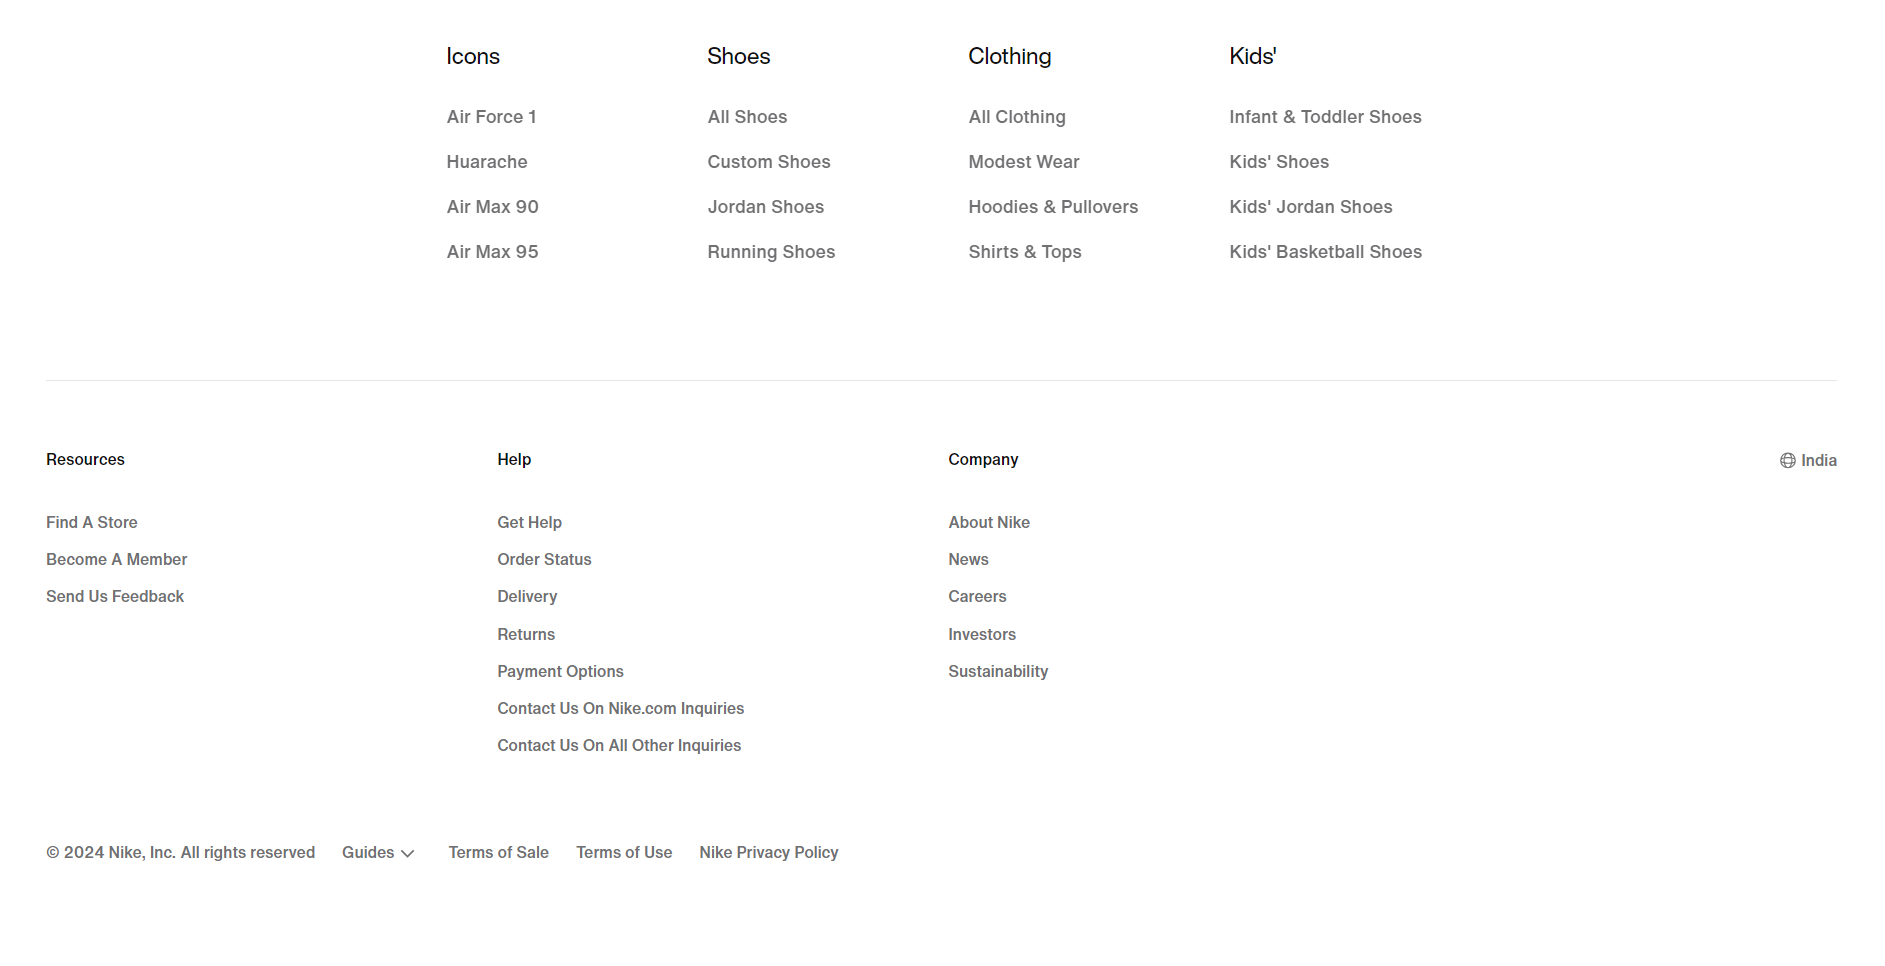 Icons
Air Force 1
Huarache
Air Max 90
Air Max 95
Shoes
All Shoes
Custom Shoes
Jordan Shoes
Running Shoes
Clothing
All Clothing
Modest Wear
Hoodies & Pullovers
Shirts & Tops
Kids'
Infant & Toddler Shoes
Kids' Shoes
Kids' Jordan Shoes
Kids' Basketball Shoes
Resources
Find A Store
Become A Member
Send Us Feedback
Help
Get Help
Order Status
Delivery
Returns
Payment Options
Contact Us On Nike.com Inquiries
Contact Us On All Other Inquiries
Company
About Nike
News
Careers
Investors
Sustainability
India
© 2024 Nike, Inc. All rights reserved
Guides
Terms of Sale
Terms of Use
Nike Privacy Policy